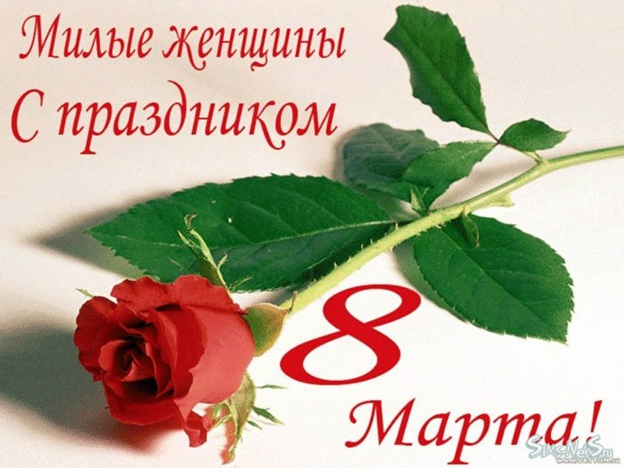 Милые женщины
С праздником
8
Марта!